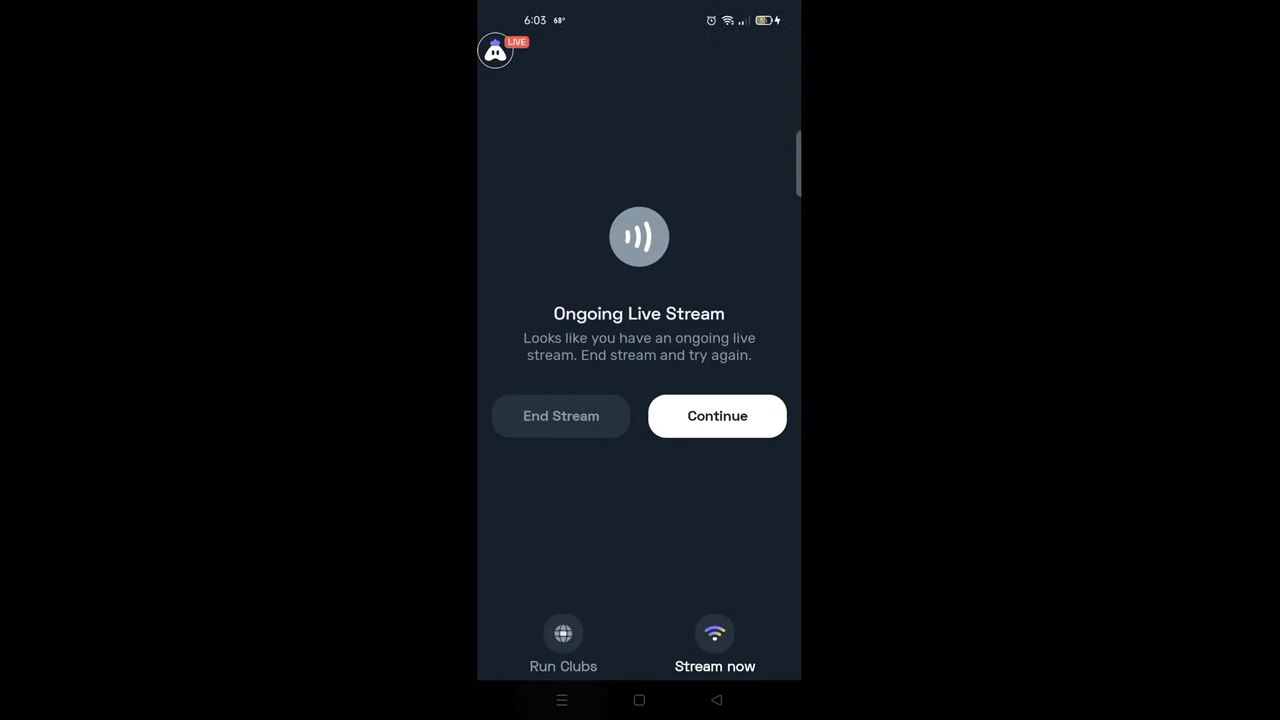 6:03 68°
LIVE
Ongoing Live Stream
Looks like you have an ongoing live
stream. End stream and try again.
End Stream Continue
Run Clubs Stream now